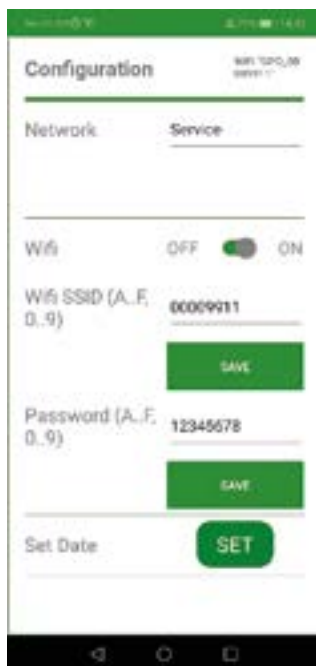 Configuration
Network Service
Wifi OFF ON
Wifi SSID (A..F,
0..9) 00009911
SAVE
Password (A..F,
0..9) 12345678
SAVE
Set Date SET